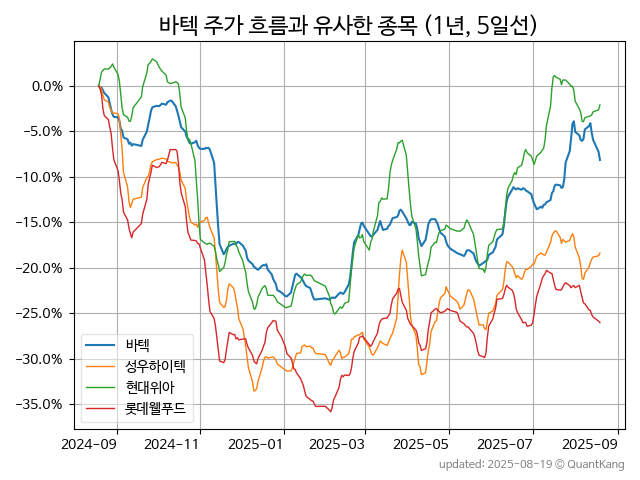 바텍 주가 흐름과 유사한 종목 (1년, 5일선)
0.0%
−5.0%
−10.0%
−15.0%
−20.0%
−25.0%
−30.0%
−35.0%
바텍
성우하이텍
현대위아
롯데웰푸드
2024-09
2024-11
2025-01
2025-03
2025-05
2025-07
2025-09
updated: 2025-08-19 © QuantKang